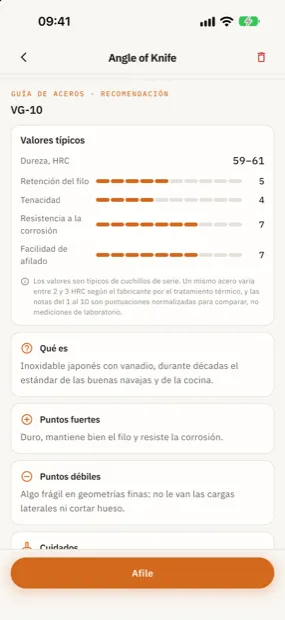 09:41
Angle of Knife
GUÍA DE ACEROS · RECOMENDACIÓN
VG-10
Valores típicos
Dureza, HRC 59–61
Retención del filo 5
Tenacidad 4
Resistencia a la
corrosión 7
Facilidad de
afilado 7
Los valores son típicos de cuchillos de serie. Un mismo acero varía
entre 2 y 3 HRC según el fabricante por el tratamiento térmico, y las
notas del 1 al 10 son puntuaciones normalizadas para comparar, no
mediciones de laboratorio.
Qué es
Inoxidable japonés con vanadio, durante décadas el
estándar de las buenas navajas y de la cocina.
Puntos fuertes
Duro, mantiene bien el filo y resiste la corrosión.
Puntos débiles
Algo frágil en geometrías finas: no le van las cargas
laterales ni cortar hueso.
Cuidados
Afile